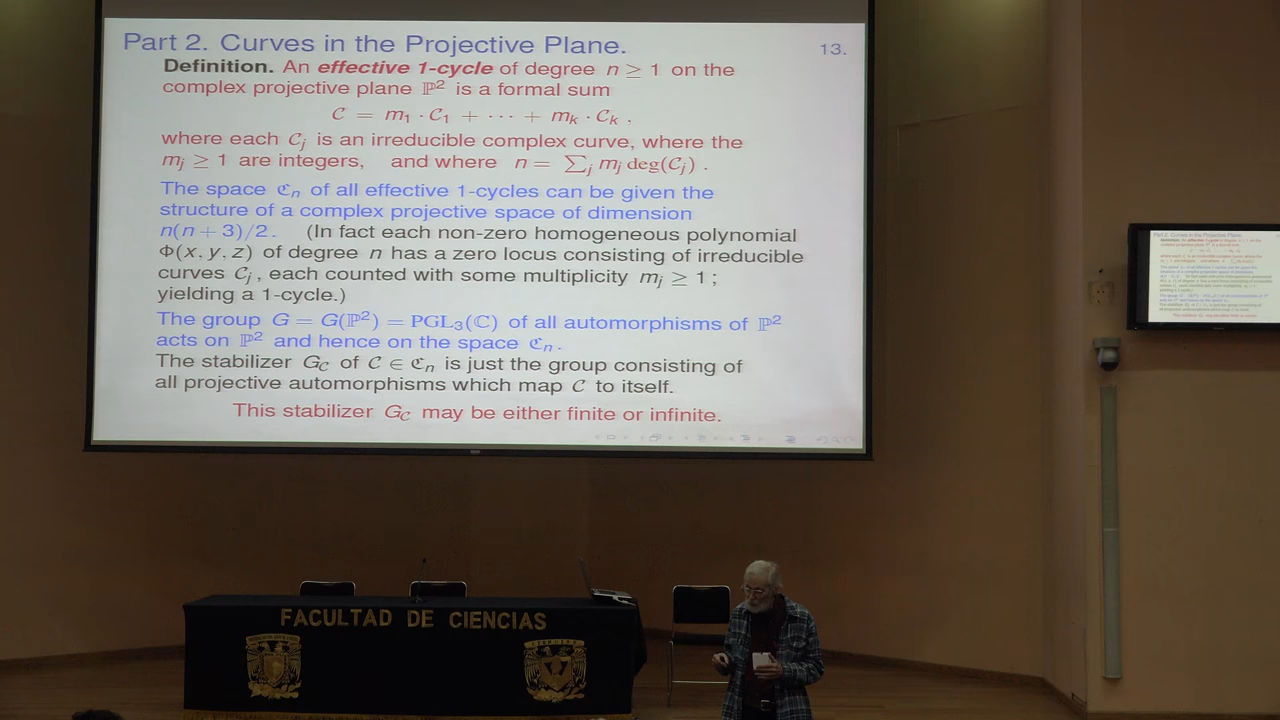 Part 2. Curves in the Projective Plane.
13.
Definition. An effective 1-cycle of degree n ≥ 1 on the
complex projective plane ℙ² is a formal sum
𝒞 = m₁ · 𝒞₁ + ··· + mₖ · 𝒞ₖ ,
where each 𝒞ⱼ is an irreducible complex curve, where the
mⱼ ≥ 1 are integers, and where n = ∑ⱼ mⱼ deg(𝒞ⱼ) .
The space ℭₙ of all effective 1-cycles can be given the
structure of a complex projective space of dimension
n(n + 3)/2 . (In fact each non-zero homogeneous polynomial
Φ(x, y, z) of degree n has a zero locus consisting of irreducible
curves 𝒞ⱼ , each counted with some multiplicity mⱼ ≥ 1 ;
yielding a 1-cycle.)
The group G = G(ℙ²) = PGL₃(ℂ) of all automorphisms of ℙ²
acts on ℙ² and hence on the space ℭₙ .
The stabilizer G𝒞 of 𝒞 ∈ ℭₙ is just the group consisting of
all projective automorphisms which map 𝒞 to itself.
This stabilizer G𝒞 may be either finite or infinite.
Part 2. Curves in the Projective Plane.
FACULTAD DE CIENCIAS